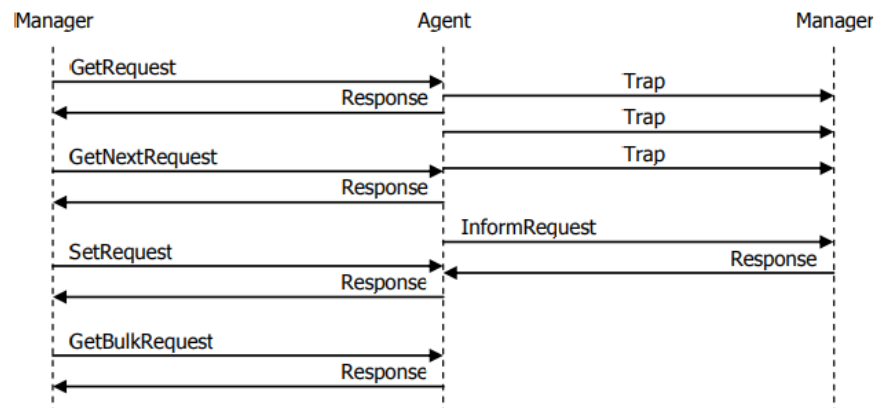 Manager Agent Manager
GetRequest
Trap
Response
Trap
GetNextRequest
Trap
Response
InformRequest
SetRequest
Response
Response
GetBulkRequest
Response